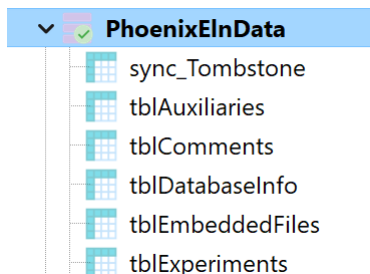 PhoenixElnData
sync_Tombstone
tblAuxiliaries
tblComments
tblDatabaseInfo
tblEmbeddedFiles
tblExperiments